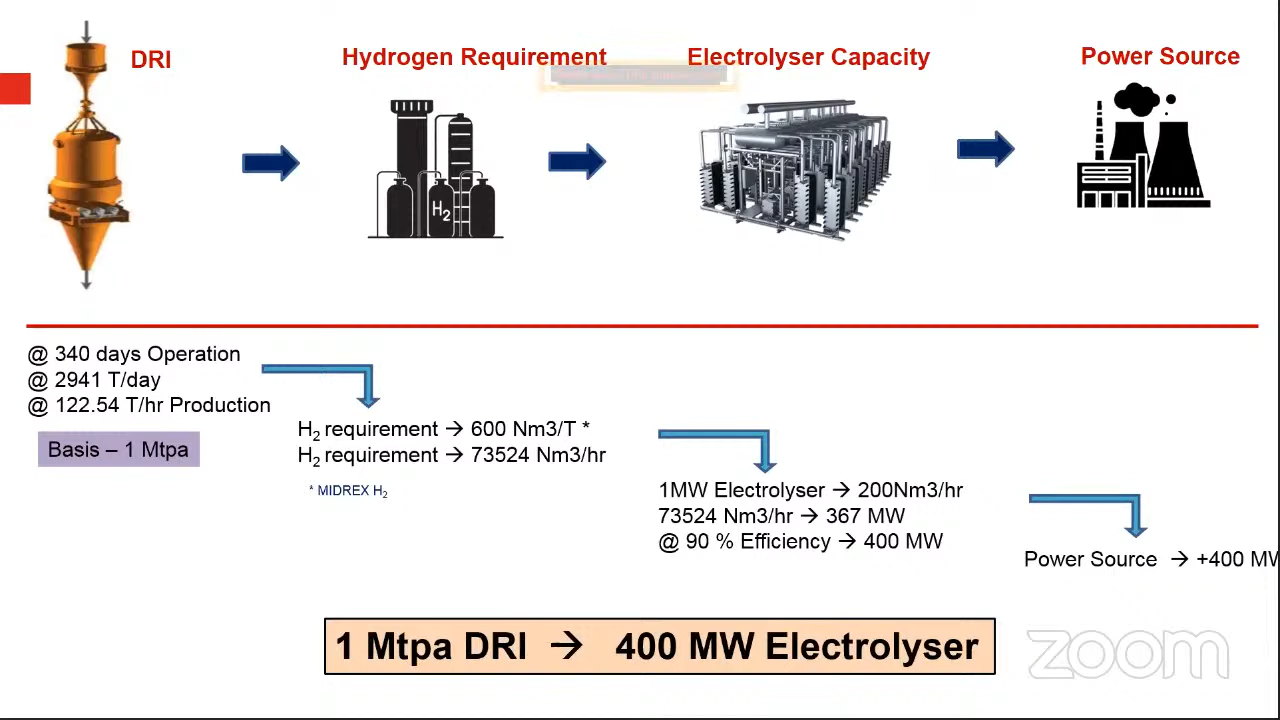 DRI
Hydrogen Requirement
Electrolyser Capacity
Power Source
H2
@ 340 days Operation
@ 2941 T/day
@ 122.54 T/hr Production
Basis – 1 Mtpa
H2 requirement → 600 Nm3/T *
H2 requirement → 73524 Nm3/hr
* MIDREX H2
1MW Electrolyser → 200Nm3/hr
73524 Nm3/hr → 367 MW
@ 90 % Efficiency → 400 MW
Power Source → +400 MW
1 Mtpa DRI → 400 MW Electrolyser
zoom